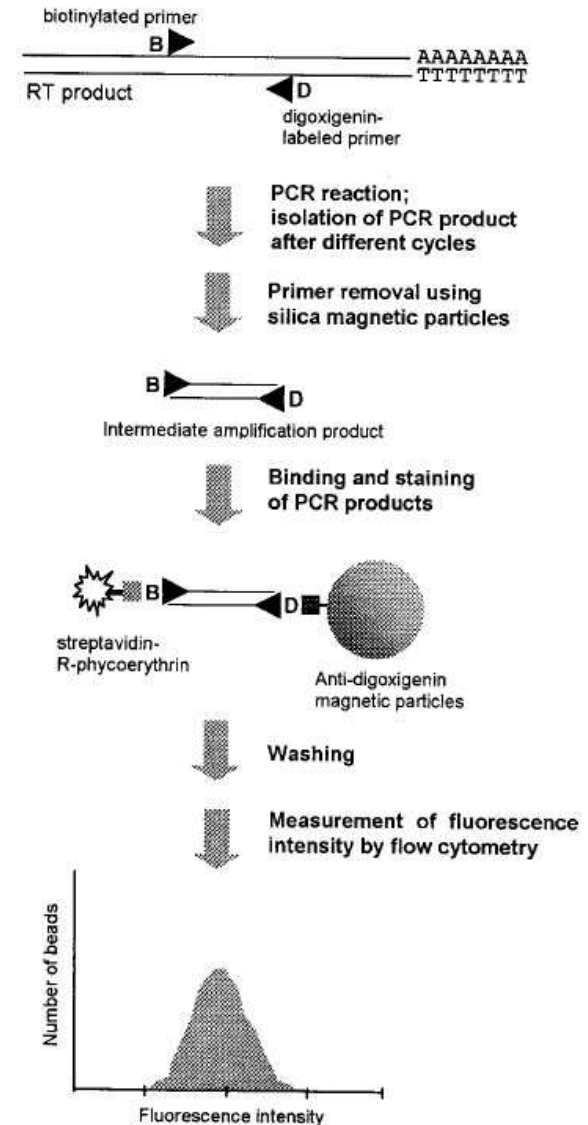 biotinylated primer
B
AAAAAAAA
TTTTTTTT
RT product
D
digoxigenin-
labeled primer
PCR reaction;
isolation of PCR product
after different cycles
Primer removal using
silica magnetic particles
B
D
Intermediate amplification product
Binding and staining
of PCR products
B
D
streptavidin-
R-phycoerythrin
Anti-digoxigenin
magnetic particles
Washing
Measurement of fluorescence
intensity by flow cytometry
Number of beads
Fluorescence intensity